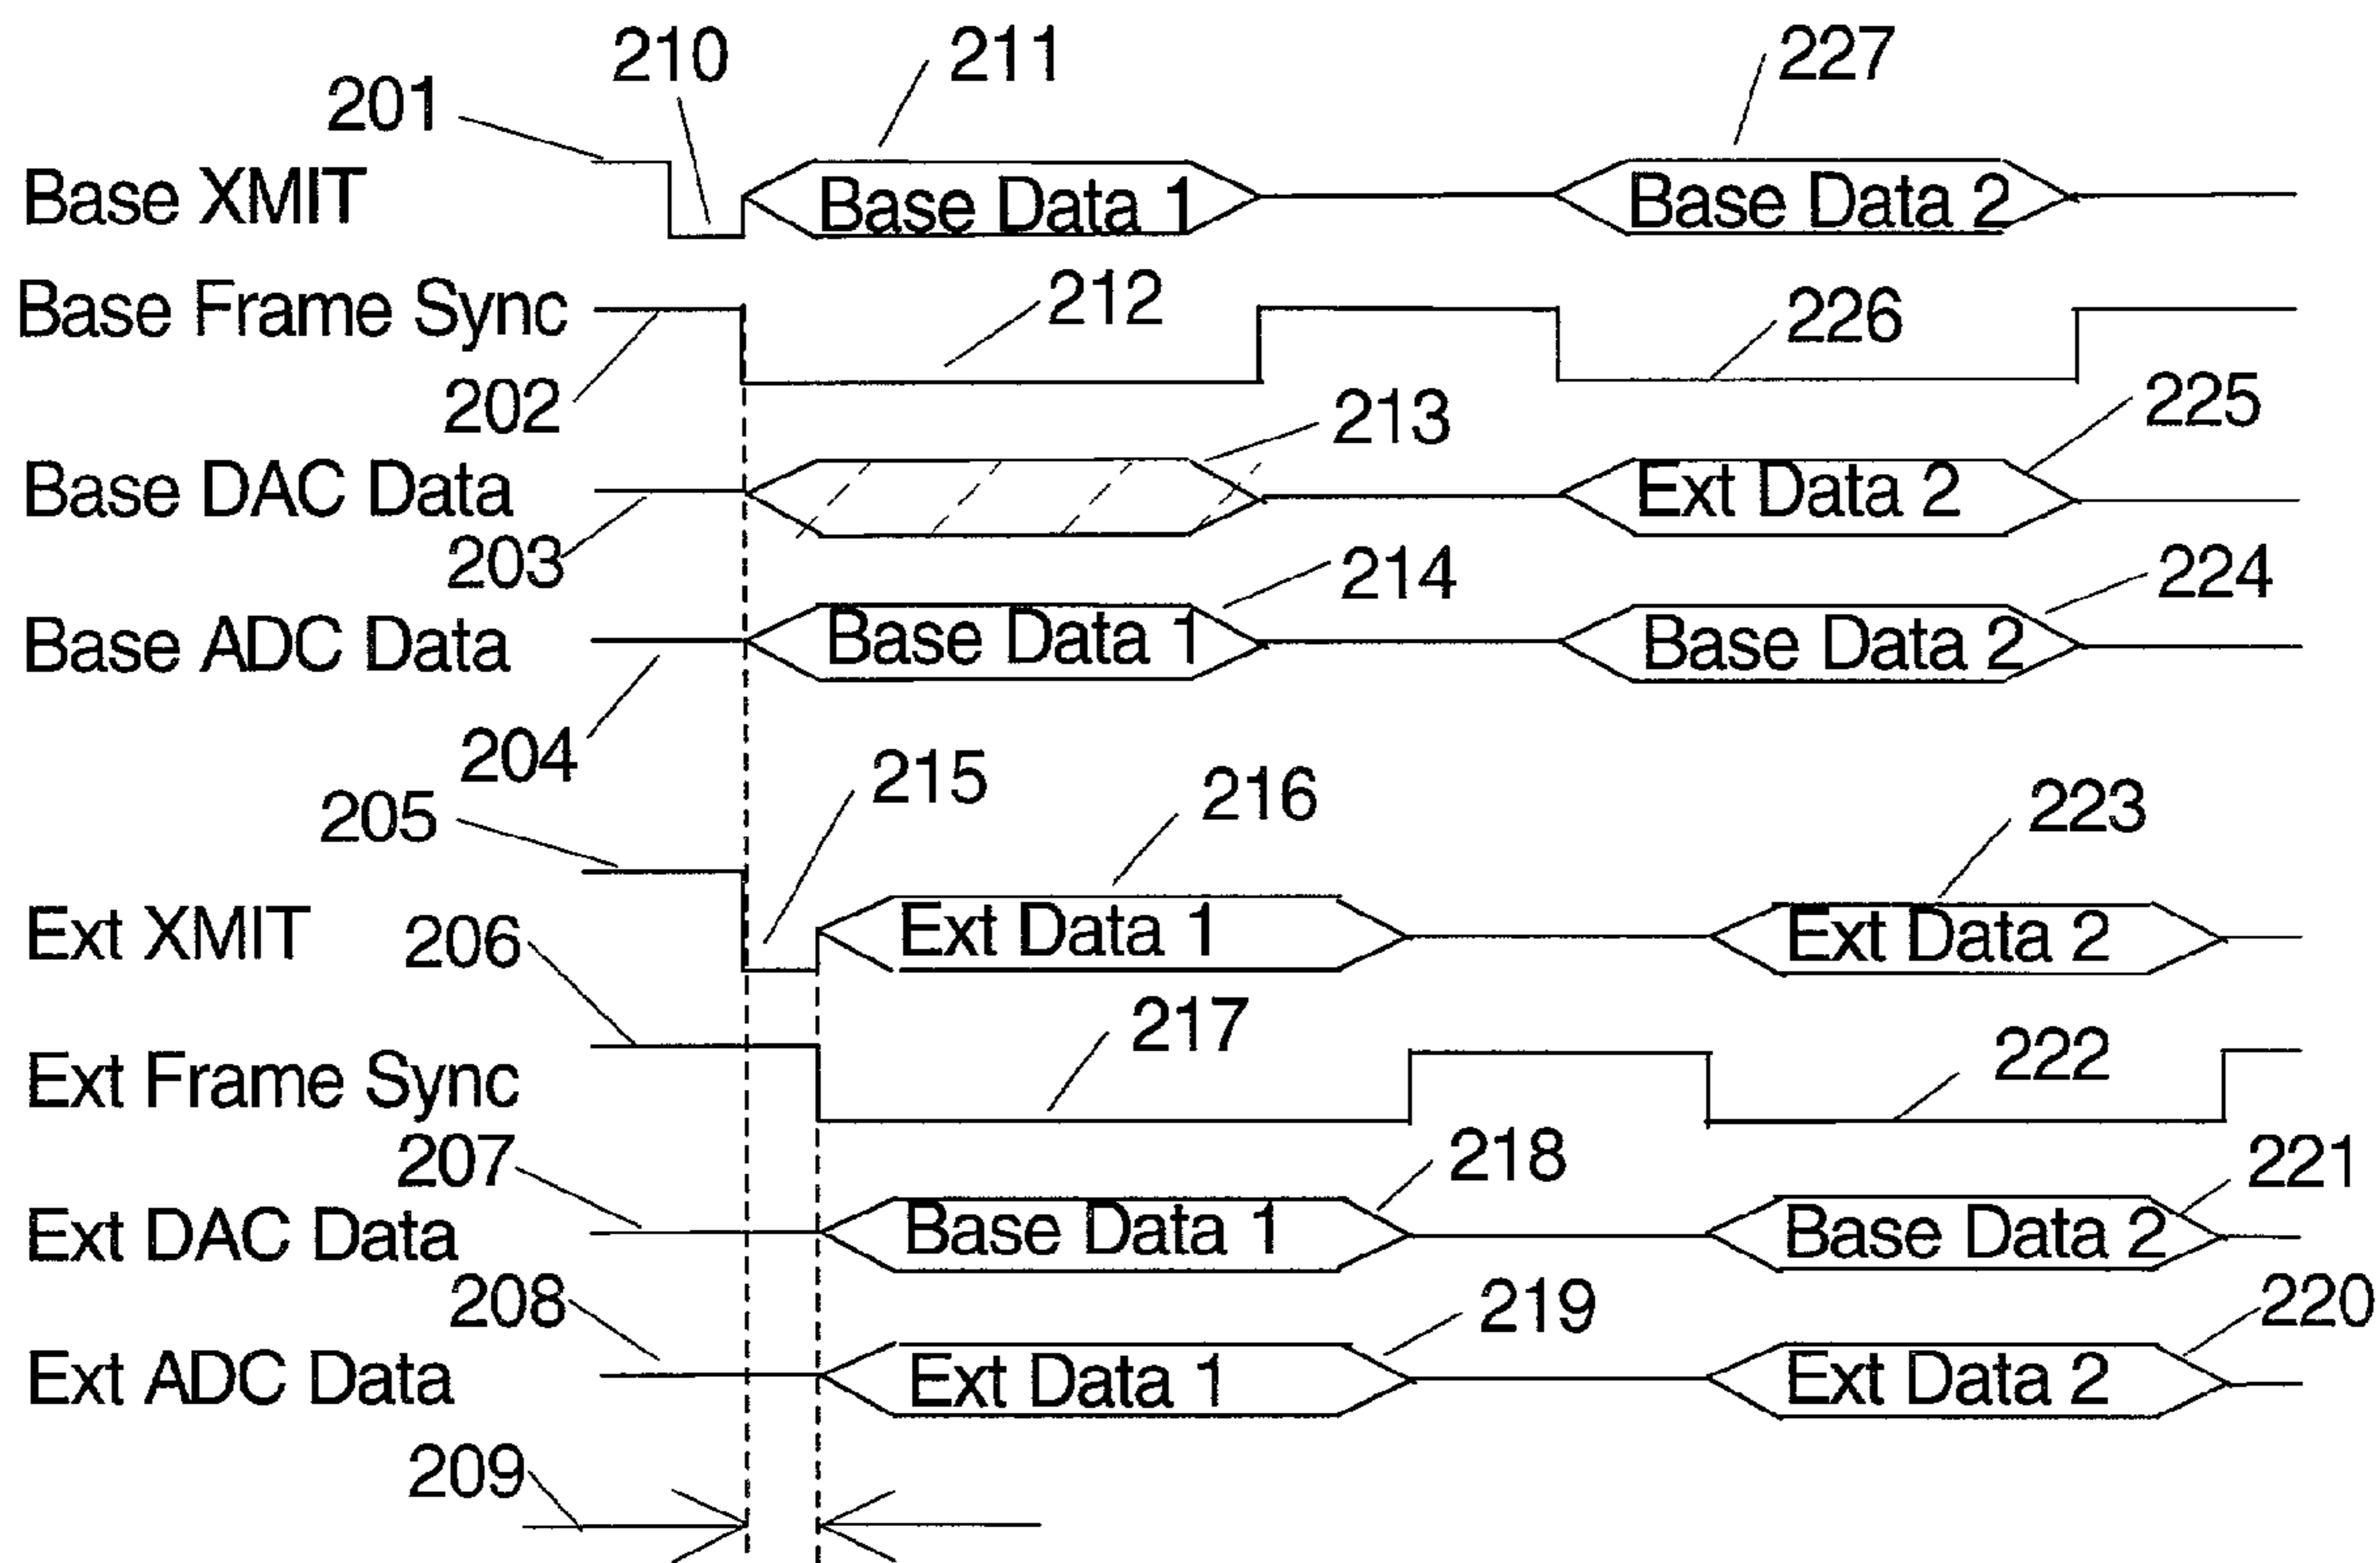 210
211
227
201
Base XMIT
Base Data 1
Base Data 2
Base Frame Sync
212
226
202
213
225
Base DAC Data
Ext Data 2
203
214
224
Base ADC Data
Base Data 1
Base Data 2
204
215
216
223
205
Ext XMIT
206
Ext Data 1
Ext Data 2
217
Ext Frame Sync
222
207
218
221
Ext DAC Data
Base Data 1
Base Data 2
208
219
220
Ext ADC Data
Ext Data 1
Ext Data 2
209